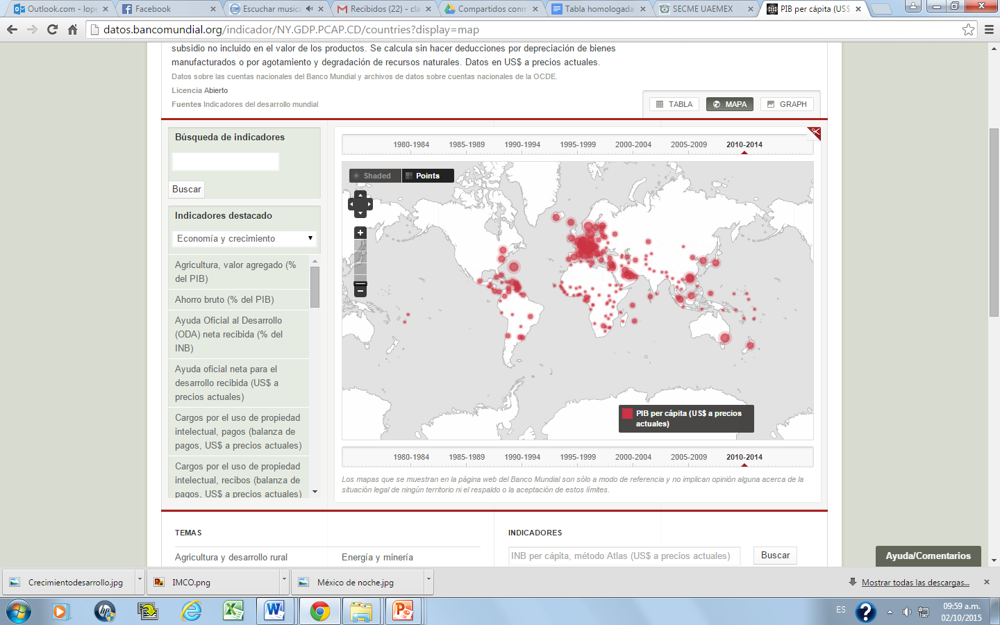 Outlook.com - lope
Facebook
Escuchar musica
Recibidos (22) - cla
Compartidos conm
Tabla homologada
SECME UAEMEX
PIB per cápita (US$
datos.bancomundial.org/indicador/NY.GDP.PCAP.CD/countries?display=map
subsidio no incluido en el valor de los productos. Se calcula sin hacer deducciones por depreciación de bienes
manufacturados o por agotamiento y degradación de recursos naturales. Datos en US$ a precios actuales.
Datos sobre las cuentas nacionales del Banco Mundial y archivos de datos sobre cuentas nacionales de la OCDE.
Licencia Abierto
Fuentes Indicadores del desarrollo mundial
TABLA
MAPA
GRAPH
Búsqueda de indicadores
Buscar
Indicadores destacado
Economía y crecimiento
Agricultura, valor agregado (%
del PIB)
Ahorro bruto (% del PIB)
Ayuda Oficial al Desarrollo
(ODA) neta recibida (% del
INB)
Ayuda oficial neta para el
desarrollo recibida (US$ a
precios actuales)
Cargos por el uso de propiedad
intelectual, pagos (balanza de
pagos, US$ a precios actuales)
Cargos por el uso de propiedad
intelectual, recibos (balanza de
pagos, US$ a precios actuales)
1980-1984 1985-1989 1990-1994 1995-1999 2000-2004 2005-2009 2010-2014
Shaded
Points
+
−
PIB per cápita (US$ a precios
actuales)
1980-1984 1985-1989 1990-1994 1995-1999 2000-2004 2005-2009 2010-2014
Los mapas que se muestran en la página web del Banco Mundial son sólo a modo de referencia y no implican opinión alguna acerca de la
situación legal de ningún territorio ni el respaldo o la aceptación de estos límites.
TEMAS
Agricultura y desarrollo rural
Energía y minería
INDICADORES
INB per cápita, método Atlas (US$ a precios actuales)
Buscar
Ayuda/Comentarios
Crecimientodesarrollo.jpg
IMCO.png
México de noche.jpg
Mostrar todas las descargas...
ES
09:59 a.m.
02/10/2015